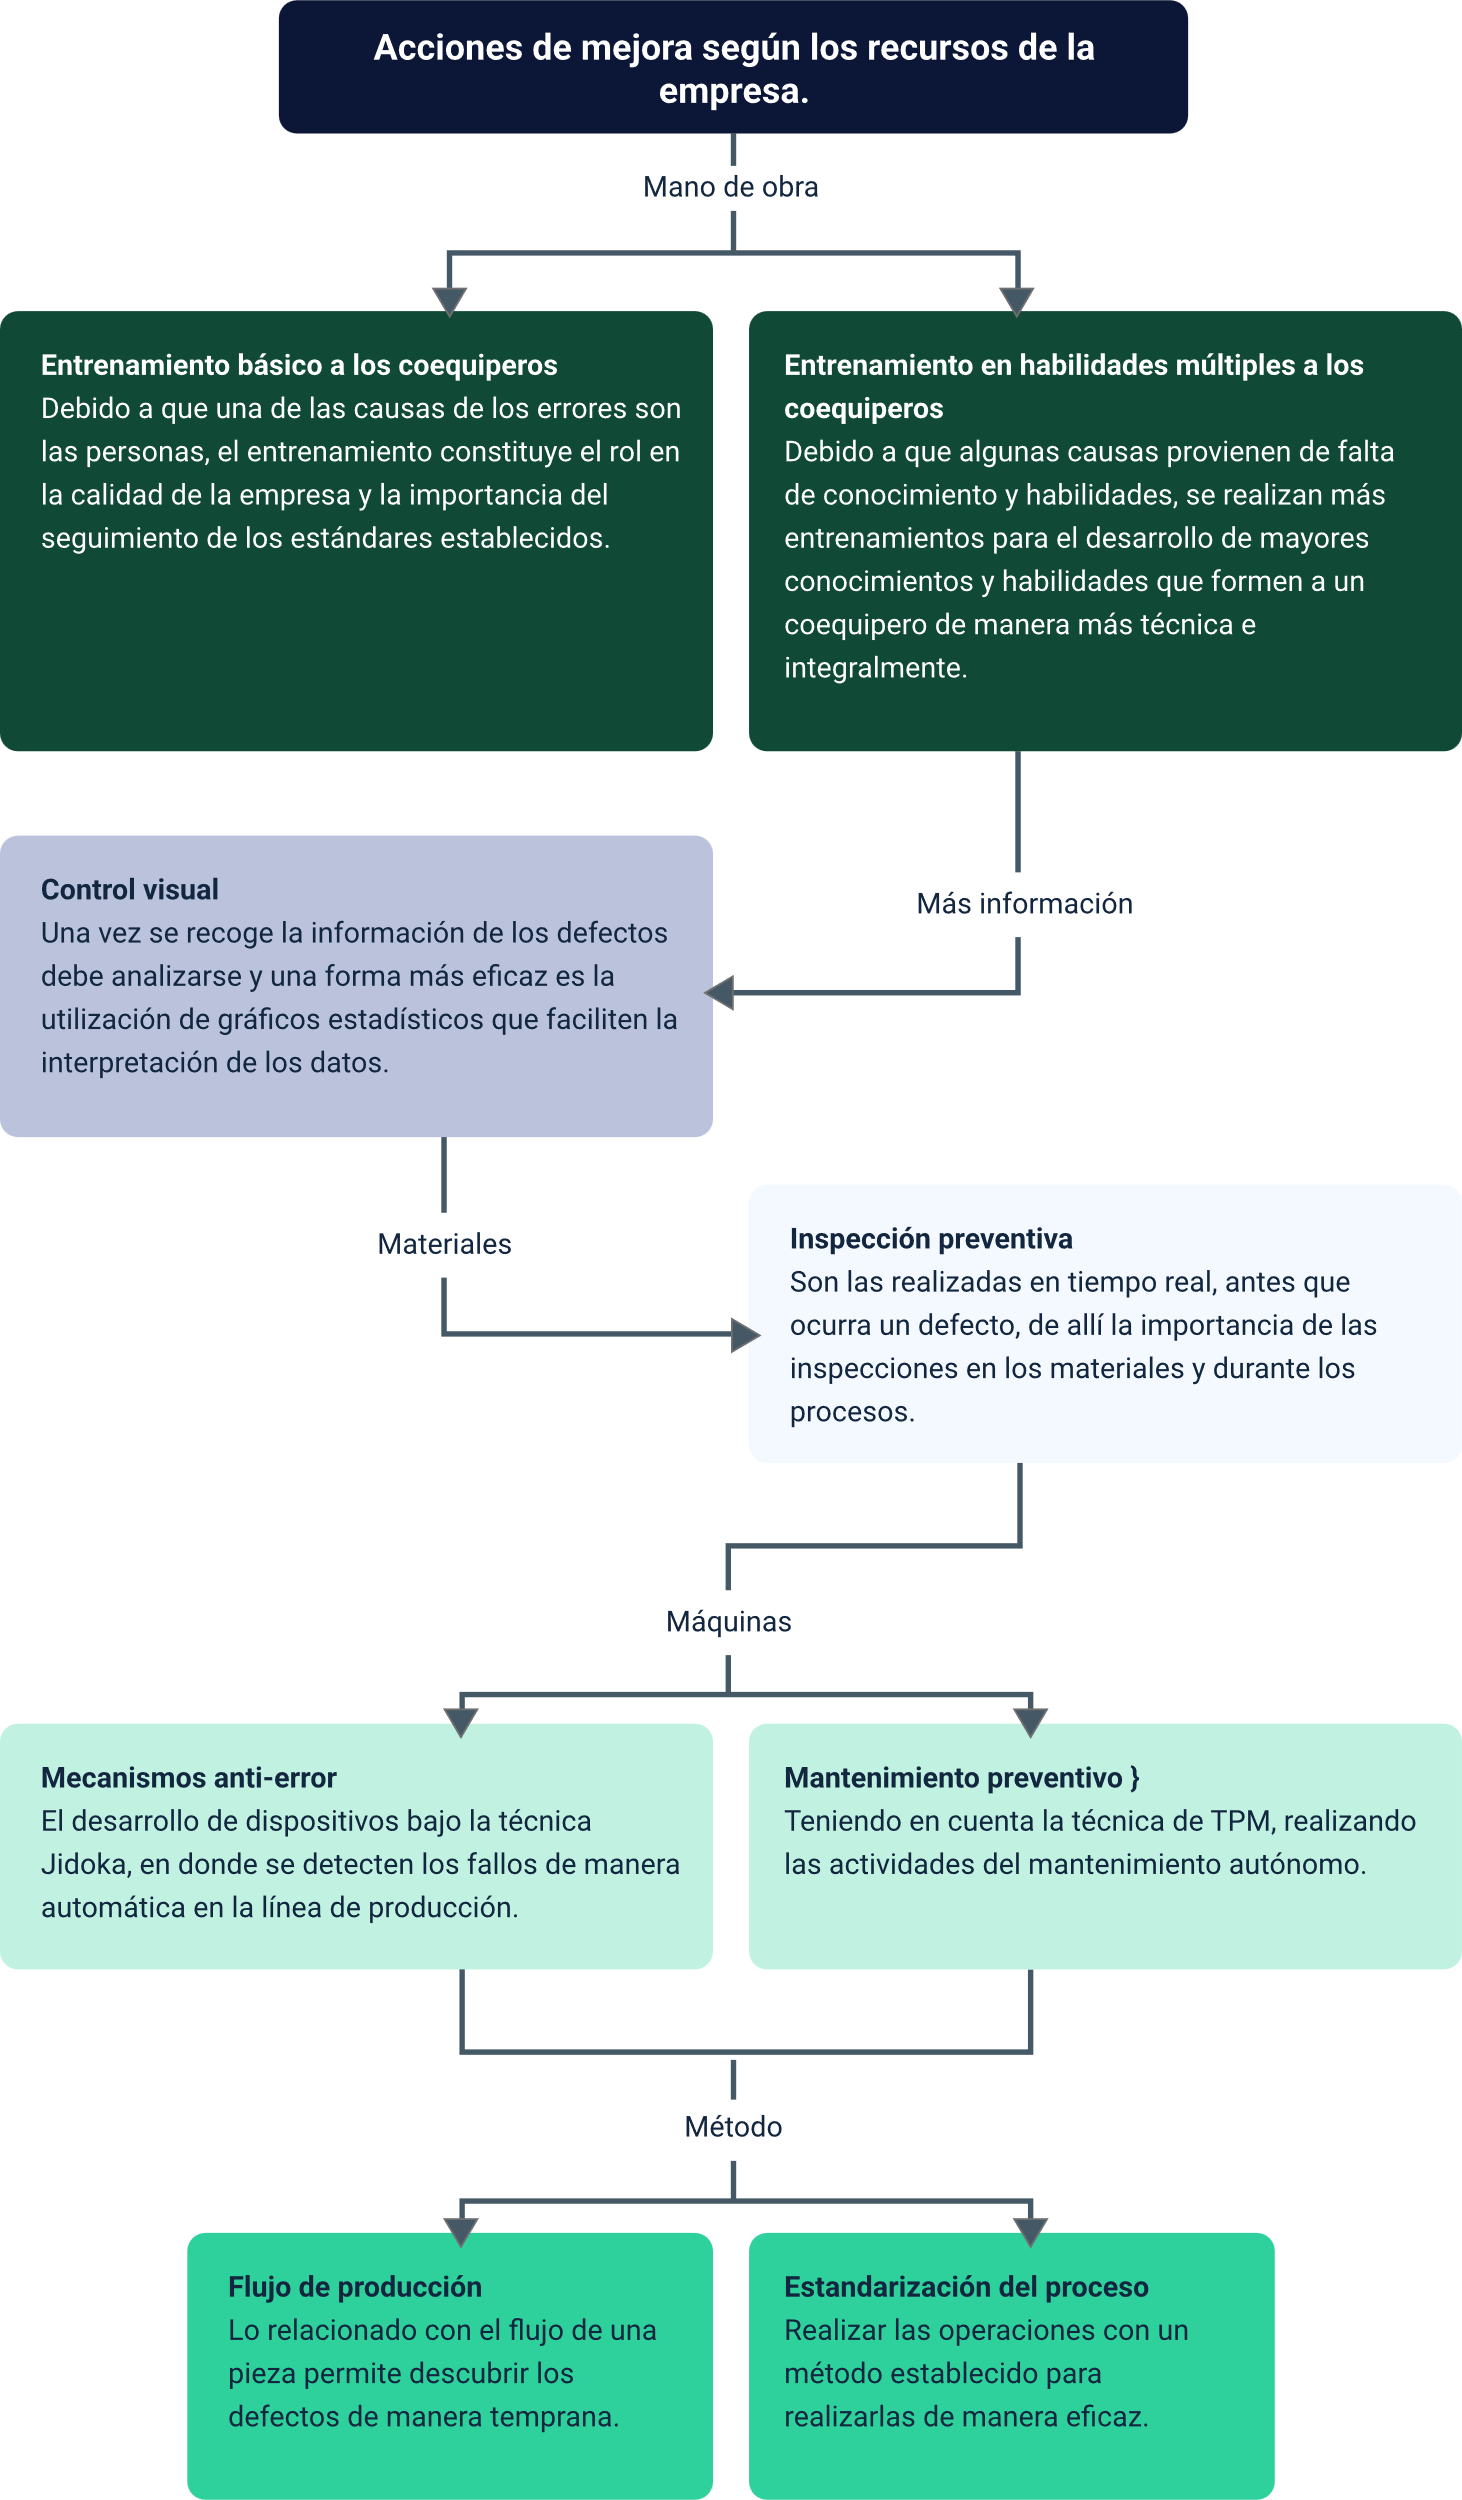 Acciones de mejora según los recursos de la
empresa.
Mano de obra
Entrenamiento básico a los coequiperos
Debido a que una de las causas de los errores son
las personas, el entrenamiento constituye el rol en
la calidad de la empresa y la importancia del
seguimiento de los estándares establecidos.
Entrenamiento en habilidades múltiples a los
coequiperos
Debido a que algunas causas provienen de falta
de conocimiento y habilidades, se realizan más
entrenamientos para el desarrollo de mayores
conocimientos y habilidades que formen a un
coequipero de manera más técnica e
integralmente.
Más información
Control visual
Una vez se recoge la información de los defectos
debe analizarse y una forma más eficaz es la
utilización de gráficos estadísticos que faciliten la
interpretación de los datos.
Materiales
Inspección preventiva
Son las realizadas en tiempo real, antes que
ocurra un defecto, de allí la importancia de las
inspecciones en los materiales y durante los
procesos.
Máquinas
Mecanismos anti-error
El desarrollo de dispositivos bajo la técnica
Jidoka, en donde se detecten los fallos de manera
automática en la línea de producción.
Mantenimiento preventivo }
Teniendo en cuenta la técnica de TPM, realizando
las actividades del mantenimiento autónomo.
Método
Flujo de producción
Lo relacionado con el flujo de una
pieza permite descubrir los
defectos de manera temprana.
Estandarización del proceso
Realizar las operaciones con un
método establecido para
realizarlas de manera eficaz.